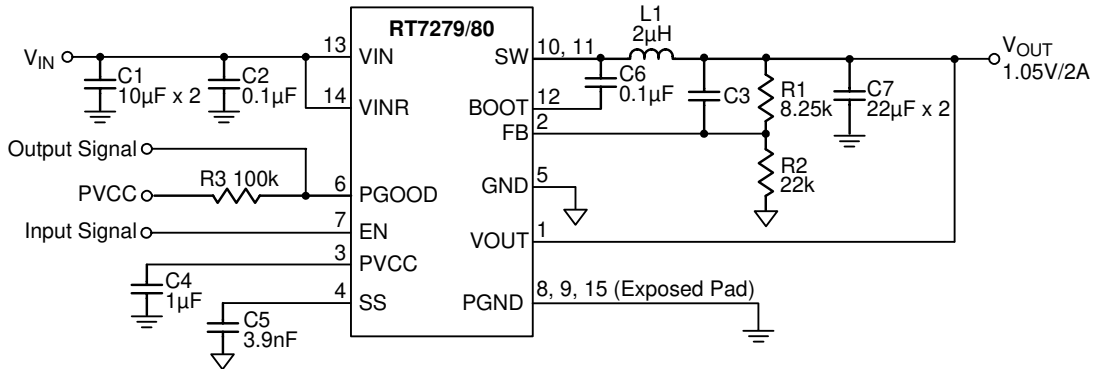 RT7279/80
VIN
C1
10µF x 2
C2
0.1µF
13
VIN
14
VINR
Output Signal
PVCC
R3 100k
6
PGOOD
Input Signal
7
EN
3
PVCC
C4
1µF
4
SS
C5
3.9nF
SW
10, 11
L1
2µH
C6
0.1µF
BOOT
12
FB
2
C3
R1
8.25k
R2
22k
C7
22µF x 2
VOUT
1.05V/2A
GND
5
VOUT
1
PGND
8, 9, 15 (Exposed Pad)